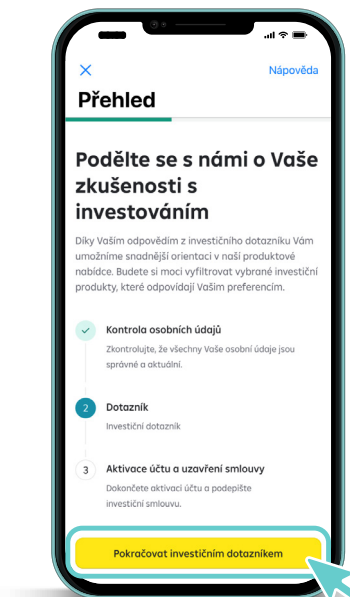 Nápověda
Přehled
Podělte se s námi o Vaše
zkušenosti s
investováním
Díky Vašim odpovědím z investičního dotazníku Vám
umožníme snadnější orientaci v naší produktové
nabídce. Budete si moci vyfiltrovat vybrané investiční
produkty, které odpovídají Vašim preferencím.
Kontrola osobních údajů
Zkontrolujte, že všechny Vaše osobní údaje jsou
správné a aktuální.
2 Dotazník
Investiční dotazník
3 Aktivace účtu a uzavření smlouvy
Dokončete aktivaci účtu a podepište
investiční smlouvu.
Pokračovat investičním dotazníkem